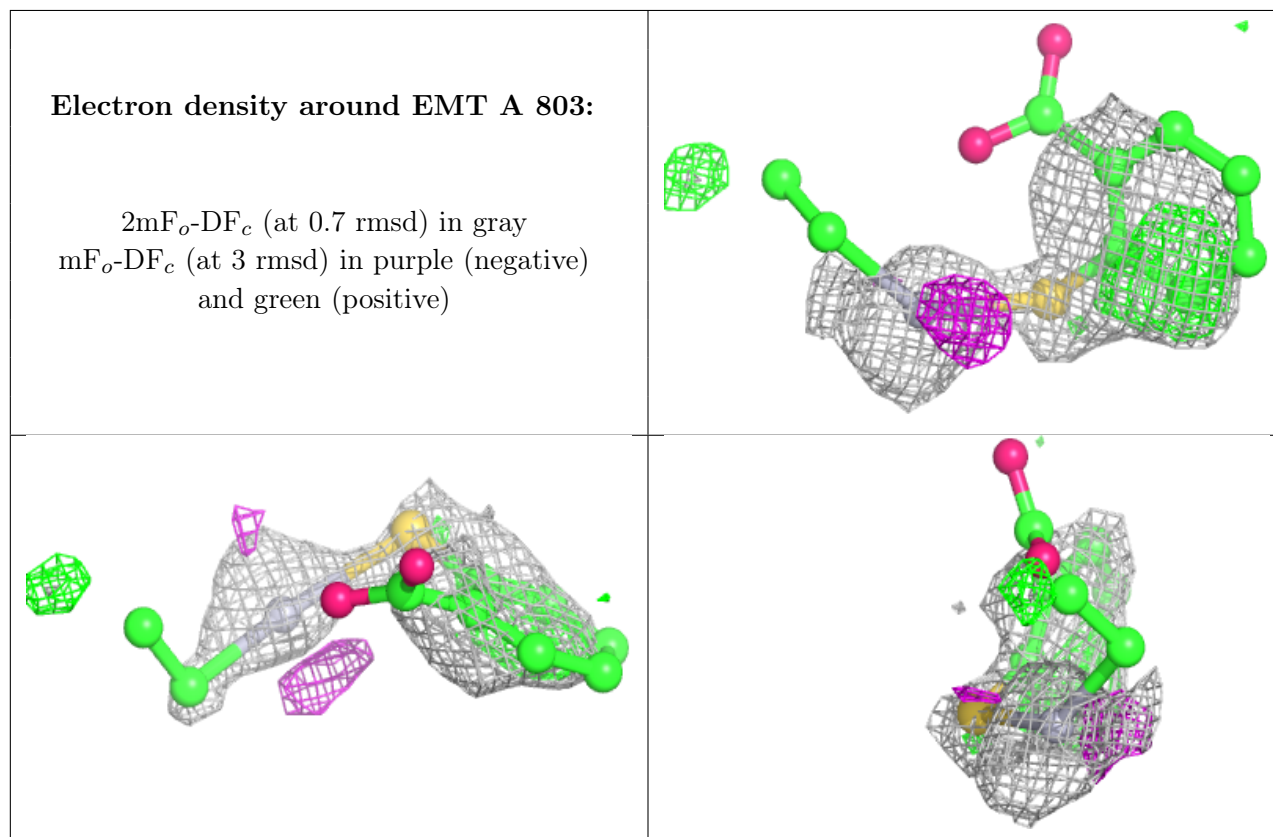 Electron density around EMT A 803:
2mFo-DFc (at 0.7 rmsd) in gray
mFo-DFc (at 3 rmsd) in purple (negative)
and green (positive)